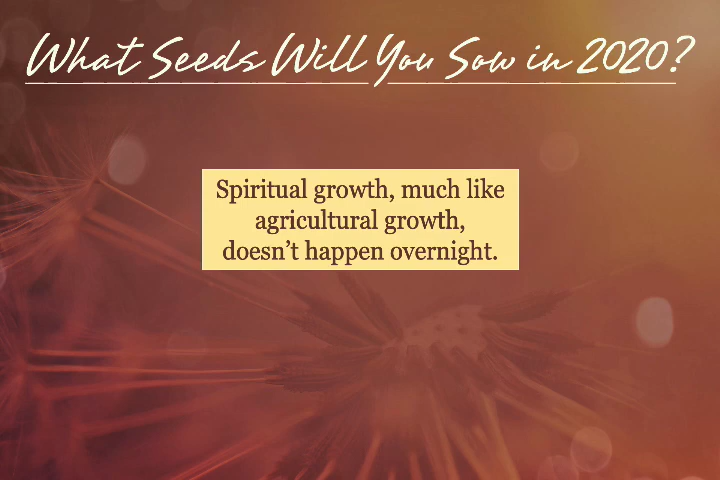 What Seeds Will You Sow in 2020?
Spiritual growth, much like
agricultural growth,
doesn’t happen overnight.